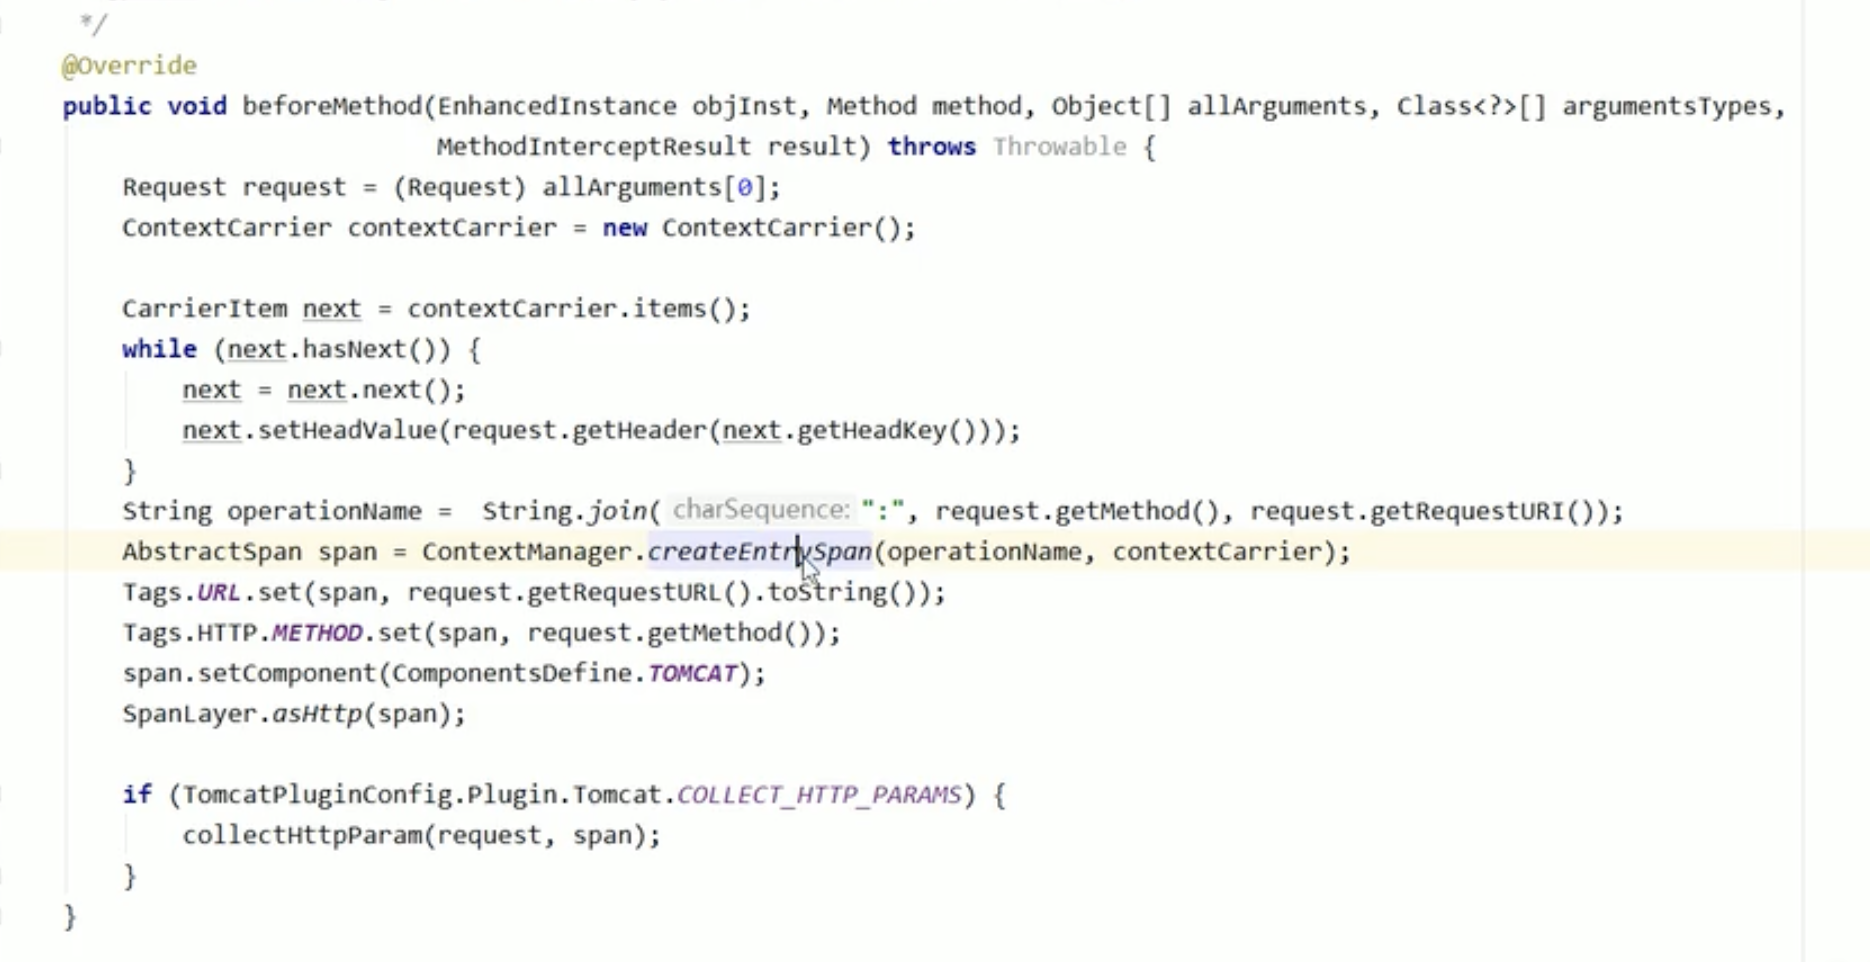 */
@Override
public void beforeMethod(EnhancedInstance objInst, Method method, Object[] allArguments, Class<?>[] argumentsTypes,
MethodInterceptResult result) throws Throwable {
Request request = (Request) allArguments[0];
ContextCarrier contextCarrier = new ContextCarrier();
CarrierItem next = contextCarrier.items();
while (next.hasNext()) {
next = next.next();
next.setHeadValue(request.getHeader(next.getHeadKey()));
}
String operationName =  String.join( charSequence: ":", request.getMethod(), request.getRequestURI());
AbstractSpan span = ContextManager.createEntrySpan(operationName, contextCarrier);
Tags.URL.set(span, request.getRequestURL().toString());
Tags.HTTP.METHOD.set(span, request.getMethod());
span.setComponent(ComponentsDefine.TOMCAT);
SpanLayer.asHttp(span);
if (TomcatPluginConfig.Plugin.Tomcat.COLLECT_HTTP_PARAMS) {
collectHttpParam(request, span);
}
}